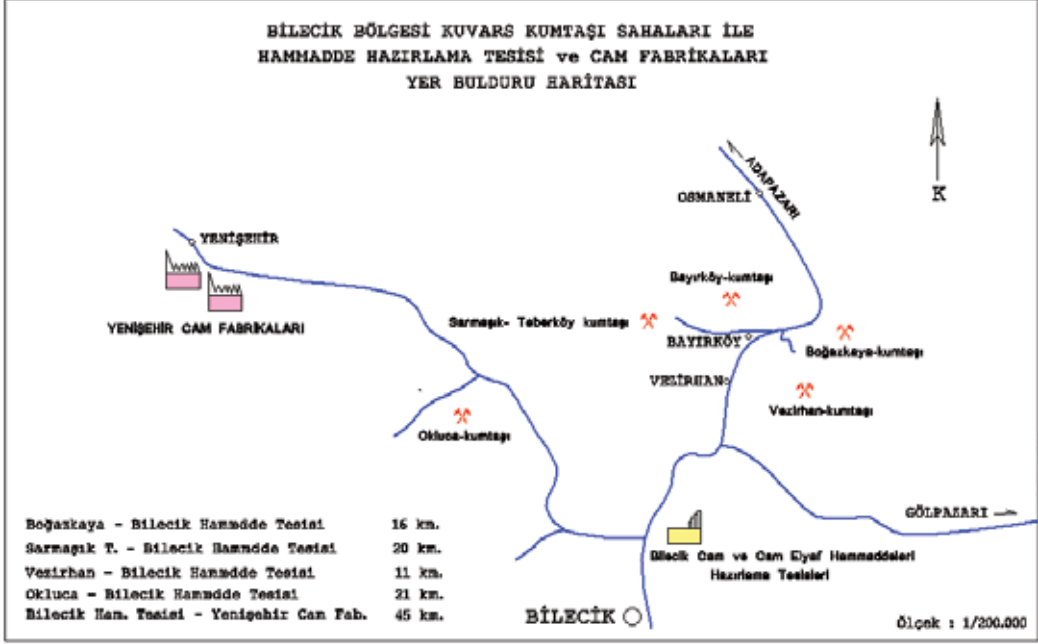 BİLECİK BÖLGESİ KUVARS KUMTAŞI SAHALARI İLE
HAMMADDE HAZIRLAMA TESİSİ ve CAM FABRİKALARI
YER BULDURU HARİTASI
K
ADAPAZARI
OSMANELİ
YENİŞEHİR
YENİŞEHİR CAM FABRİKALARI
Bayırköy-kumtaşı
Sarmaşık- Teberköy kumtaşı
BAYIRKÖY
Boğazkaya-kumtaşı
VEZİRHAN
Vezirhan-kumtaşı
Okluca-kumtaşı
GÖLPAZARI
Bilecik Cam ve Cam Elyaf Hammaddeleri
Hazırlama Tesisleri
Boğazkaya - Bilecik Hammdde Tesisi 16 km.
Sarmaşık T. - Bilecik Hammdde Tesisi 20 km.
Vezirhan - Bilecik Hammdde Tesisi 11 km.
Okluca - Bilecik Hammdde Tesisi 21 km.
Bilecik Ham. Tesisi - Yenişehir Cam Fab. 45 km.
BİLECİK
Ölçek : 1/200.000